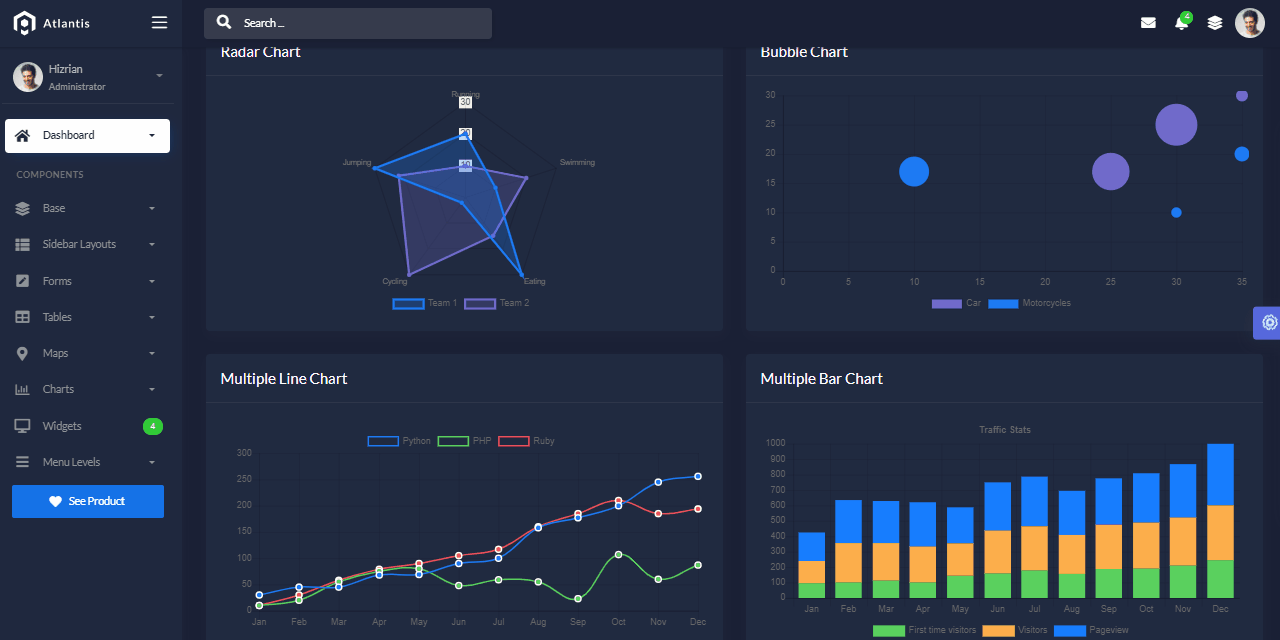 Atlantis
Search ...
4
Hizrian
Administrator
Dashboard
COMPONENTS
Base
Sidebar Layouts
Forms
Tables
Maps
Charts
Widgets
4
Menu Levels
See Product
Radar Chart
Running
30
20
10
Jumping
Swimming
Cycling
Eating
Team 1
Team 2
Bubble Chart
30
25
20
15
10
5
0
0 5 10 15 20 25 30 35
Car
Motorcycles
Multiple Line Chart
Python
PHP
Ruby
300
250
200
150
100
50
0
Jan Feb Mar Apr May Jun Jul Aug Sep Oct Nov Dec
Multiple Bar Chart
Traffic Stats
1000
900
800
700
600
500
400
300
200
100
0
Jan Feb Mar Apr May Jun Jul Aug Sep Oct Nov Dec
First time visitors
Visitors
Pageview